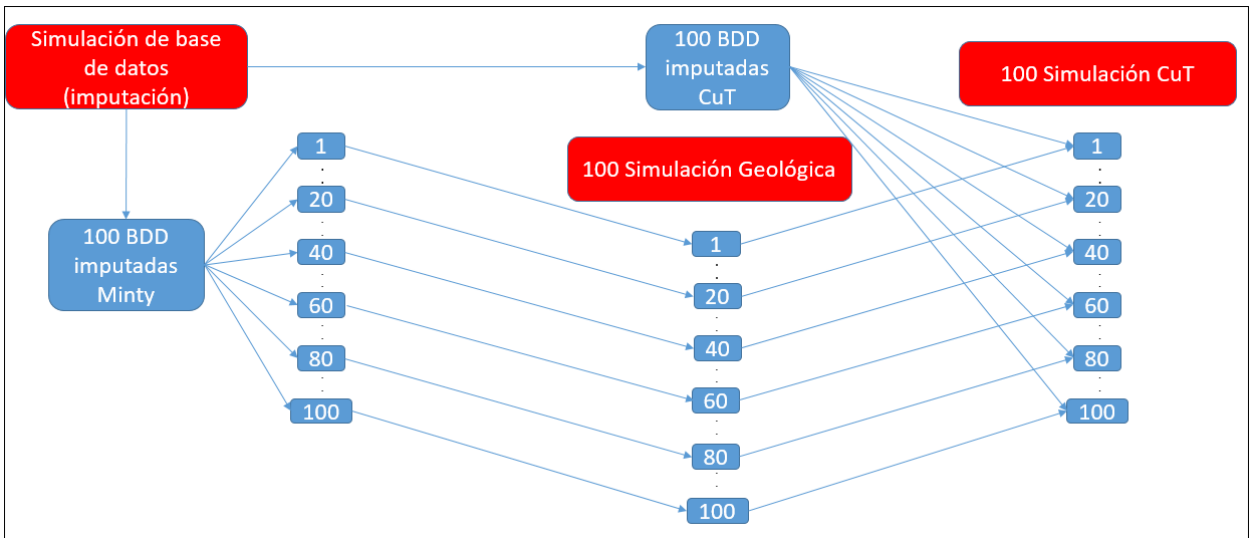 Simulación de base
de datos
(imputación)
100 BDD
imputadas
CuT
100 Simulación CuT
100 Simulación Geológica
100 BDD
imputadas
Minty
1
20
40
60
80
100
1
20
40
60
80
100
1
20
40
60
80
100